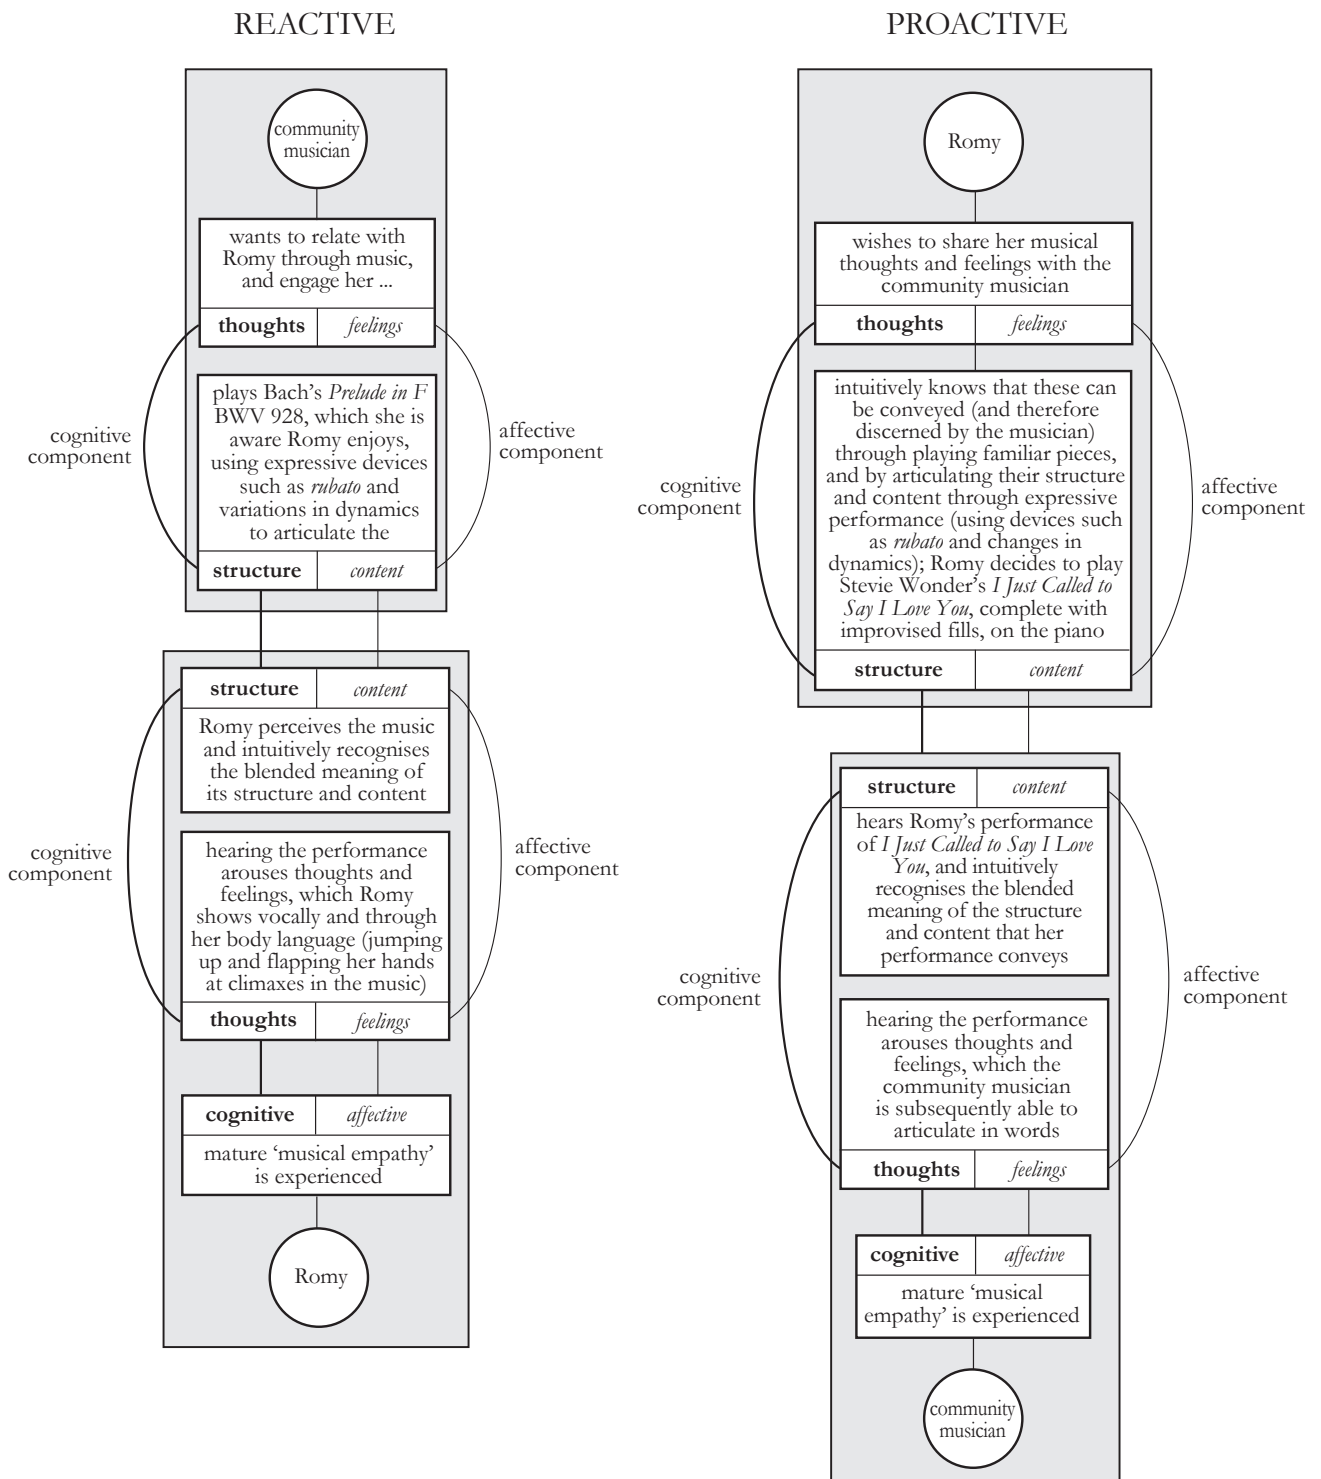 REACTIVE
community
musician
wants to relate with
Romy through music,
and engage her ...
thoughts
feelings
plays Bach's Prelude in F
BWV 928, which she is
aware Romy enjoys,
using expressive devices
such as rubato and
variations in dynamics
to articulate the
structure
content
cognitive
component
affective
component
structure
content
Romy perceives the music
and intuitively recognises
the blended meaning of
its structure and content
hearing the performance
arouses thoughts and
feelings, which Romy
shows vocally and through
her body language (jumping
up and flapping her hands
at climaxes in the music)
thoughts
feelings
cognitive
component
affective
component
cognitive
affective
mature 'musical empathy'
is experienced
Romy
PROACTIVE
Romy
wishes to share her musical
thoughts and feelings with the
community musician
thoughts
feelings
intuitively knows that these can
be conveyed (and therefore
discerned by the musician)
through playing familiar pieces,
and by articulating their structure
and content through expressive
performance (using devices such
as rubato and changes in
dynamics); Romy decides to play
Stevie Wonder's I Just Called to
Say I Love You, complete with
improvised fills, on the piano
structure
content
cognitive
component
affective
component
structure
content
hears Romy's performance
of I Just Called to Say I Love
You, and intuitively
recognises the blended
meaning of the structure
and content that her
performance conveys
hearing the performance
arouses thoughts and
feelings, which the
community musician
is subsequently able to
articulate in words
thoughts
feelings
cognitive
component
affective
component
cognitive
affective
mature 'musical
empathy' is experienced
community
musician